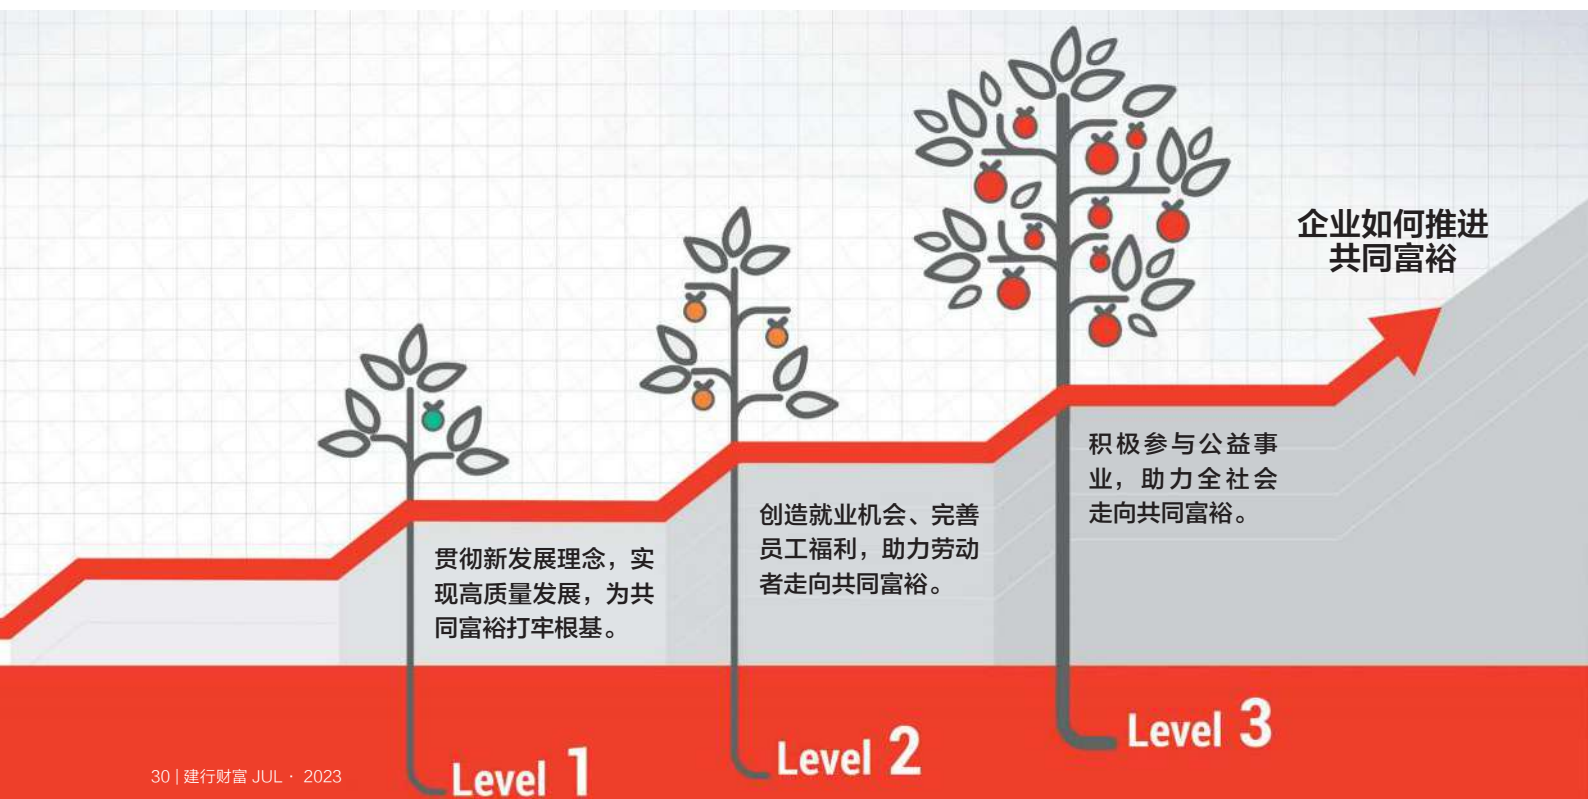 企业如何推进
共同富裕
贯彻新发展理念，实
现高质量发展，为共
同富裕打牢根基。
创造就业机会、完善
员工福利，助力劳动
者走向共同富裕。
积极参与公益事
业，助力全社会
走向共同富裕。
Level 1
Level 2
Level 3
30 | 建行财富 JUL · 2023